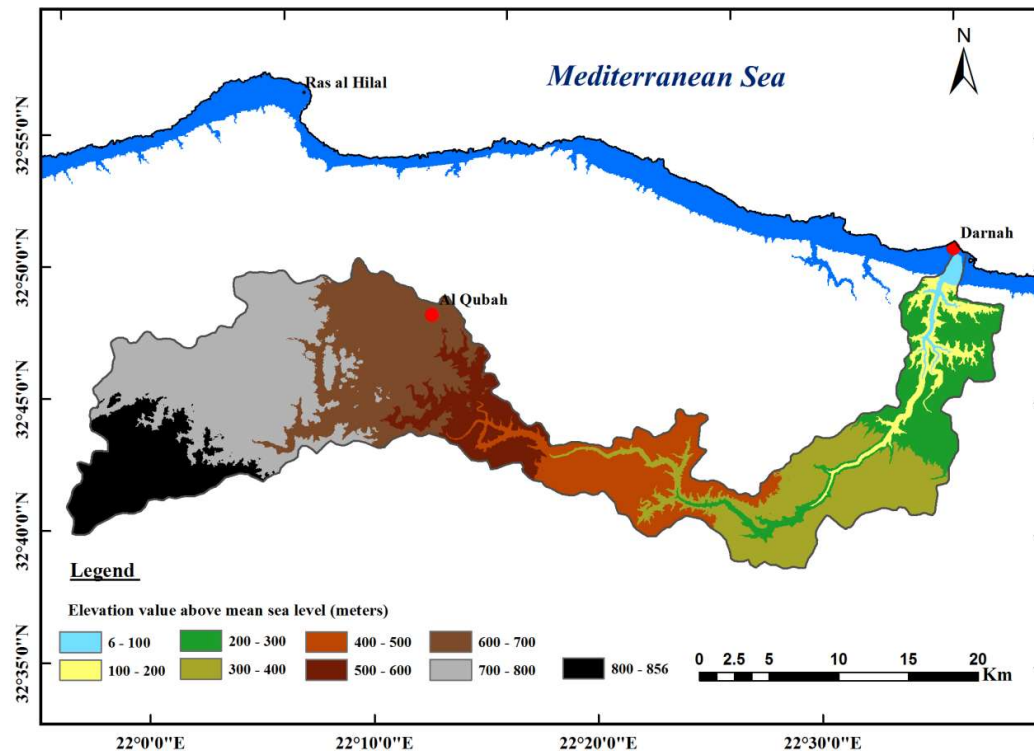 N
Mediterranean Sea
Ras al Hilal
Darnah
Al Qubah
32°55'0"N
32°50'0"N
32°45'0"N
32°40'0"N
32°35'0"N
Legend
Elevation value above mean sea level (meters)
6 - 100
200 - 300
400 - 500
600 - 700
100 - 200
300 - 400
500 - 600
700 - 800
800 - 856
0 2.5 5 10 15 20
Km
22°0'0"E 22°10'0"E 22°20'0"E 22°30'0"E